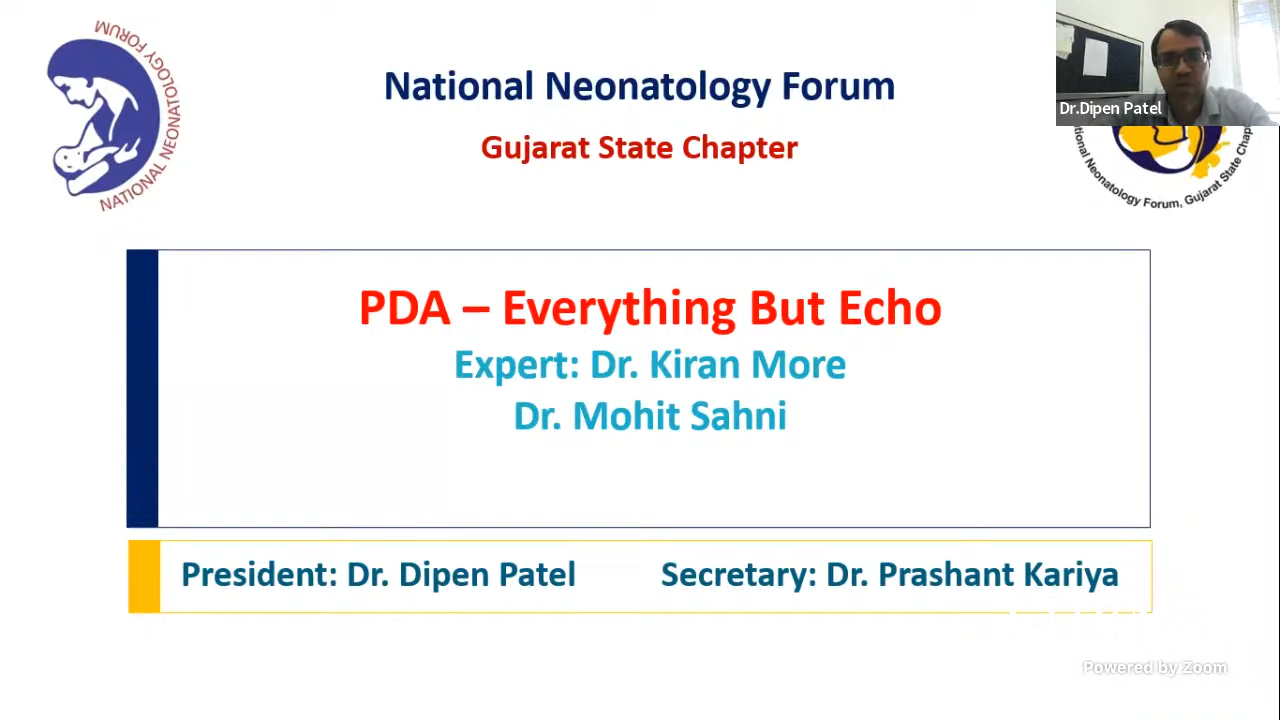 NATIONAL NEONATOLOGY FORUM
National Neonatology Forum
Gujarat State Chapter
Dr.Dipen Patel
tional Neonatology Forum, Gujarat State Chap
PDA – Everything But Echo
Expert: Dr. Kiran More
Dr. Mohit Sahni
President: Dr. Dipen Patel
Secretary: Dr. Prashant Kariya
Powered by Zoom